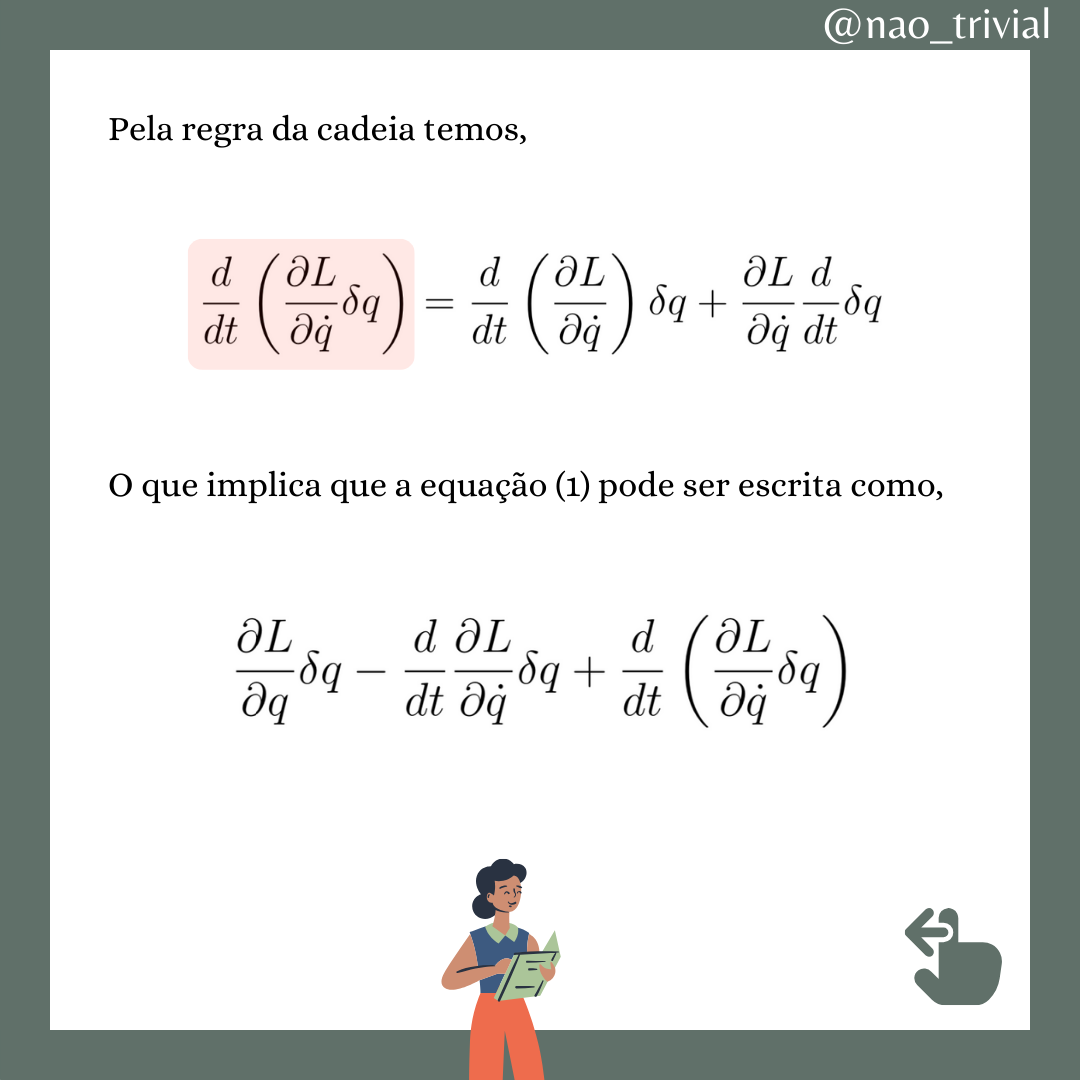 @nao_trivial
Pela regra da cadeia temos,
\frac{d}{dt}\left(\frac{\partial L}{\partial \dot{q}}\delta q\right) = \frac{d}{dt}\left(\frac{\partial L}{\partial \dot{q}}\right)\delta q + \frac{\partial L}{\partial \dot{q}}\frac{d}{dt}\delta q
O que implica que a equação (1) pode ser escrita como,
\frac{\partial L}{\partial q}\delta q - \frac{d}{dt}\frac{\partial L}{\partial \dot{q}}\delta q + \frac{d}{dt}\left(\frac{\partial L}{\partial \dot{q}}\delta q\right)